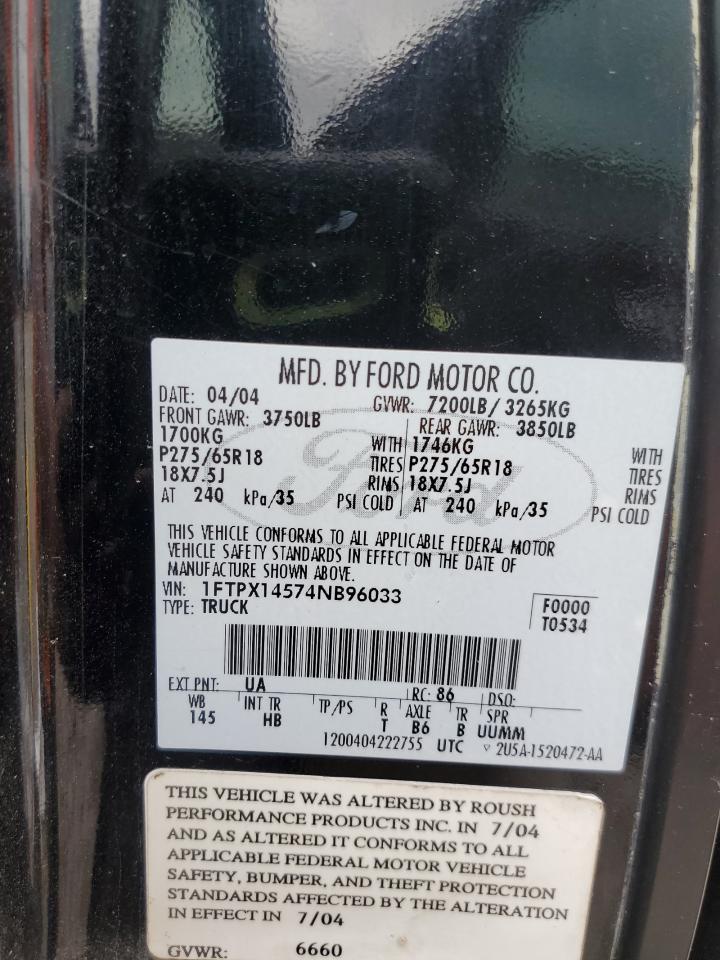 MFD. BY FORD MOTOR CO.
DATE: 04/04 GVWR: 7200LB/ 3265KG
FRONT GAWR: 3750LB REAR GAWR: 3850LB
1700KG WITH 1746KG WITH
P275/65R18 TIRES P275/65R18 TIRES
18X7.5J RIMS 18X7.5J RIMS
AT 240 kPa/35 PSI COLD AT 240 kPa/35 PSI COLD
Ford
THIS VEHICLE CONFORMS TO ALL APPLICABLE FEDERAL MOTOR
VEHICLE SAFETY STANDARDS IN EFFECT ON THE DATE OF
MANUFACTURE SHOWN ABOVE.
VIN: 1FTPX14574NB96033 F0000
TYPE: TRUCK T0534
EXT PNT: UA RC: 86 DSO:
WB INT TR TP/PS R AXLE TR SPR
145 HB T B6 B UUMM
1200404222755 UTC ▽ 2U5A-1520472-AA
THIS VEHICLE WAS ALTERED BY ROUSH
PERFORMANCE PRODUCTS INC. IN 7/04
AND AS ALTERED IT CONFORMS TO ALL
APPLICABLE FEDERAL MOTOR VEHICLE
SAFETY, BUMPER, AND THEFT PROTECTION
STANDARDS AFFECTED BY THE ALTERATION
IN EFFECT IN 7/04
GVWR: 6660